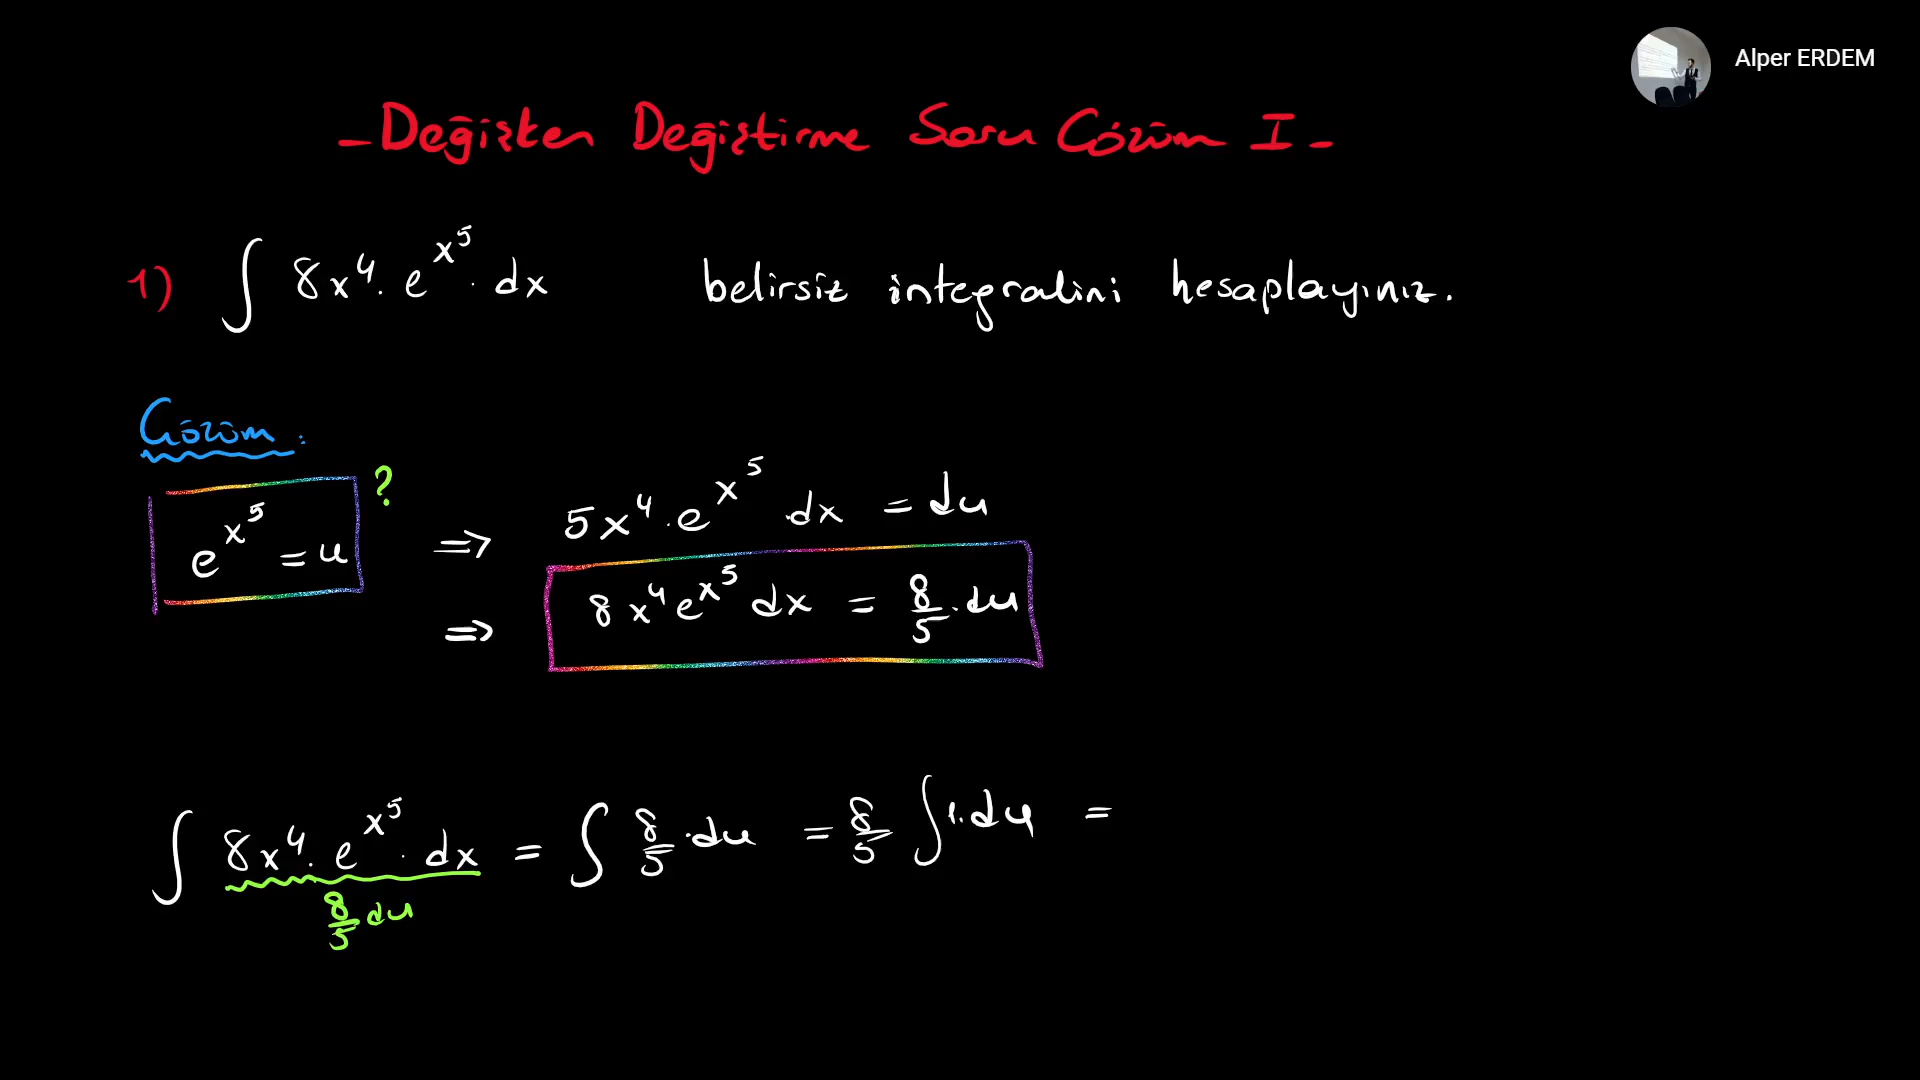 Alper ERDEM
- Değişken Değiştirme Soru Çözüm I -
1) ∫ 8x⁴ · e^(x⁵) · dx belirsiz integralini hesaplayınız.
Çözüm :
e^(x⁵) = u ? ⇒ 5x⁴ · e^(x⁵) · dx = du
⇒ 8x⁴ e^(x⁵) dx = 8/5 · du
∫ 8x⁴ · e^(x⁵) · dx = ∫ 8/5 · du = 8/5 ∫ 1 · du =
8/5 du